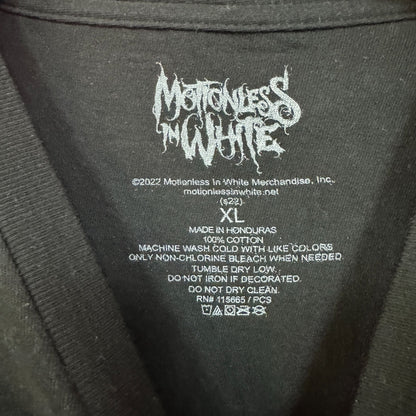 MOTIONLESS
IN WHITE
©2022 Motionless In White Merchandise, Inc.
motionlessinwhite.net
(s22)
XL
MADE IN HONDURAS
100% COTTON
MACHINE WASH COLD WITH LIKE COLORS
ONLY NON-CHLORINE BLEACH WHEN NEEDED
TUMBLE DRY LOW.
DO NOT IRON IF DECORATED.
DO NOT DRY CLEAN.
RN# 115665 / PCS